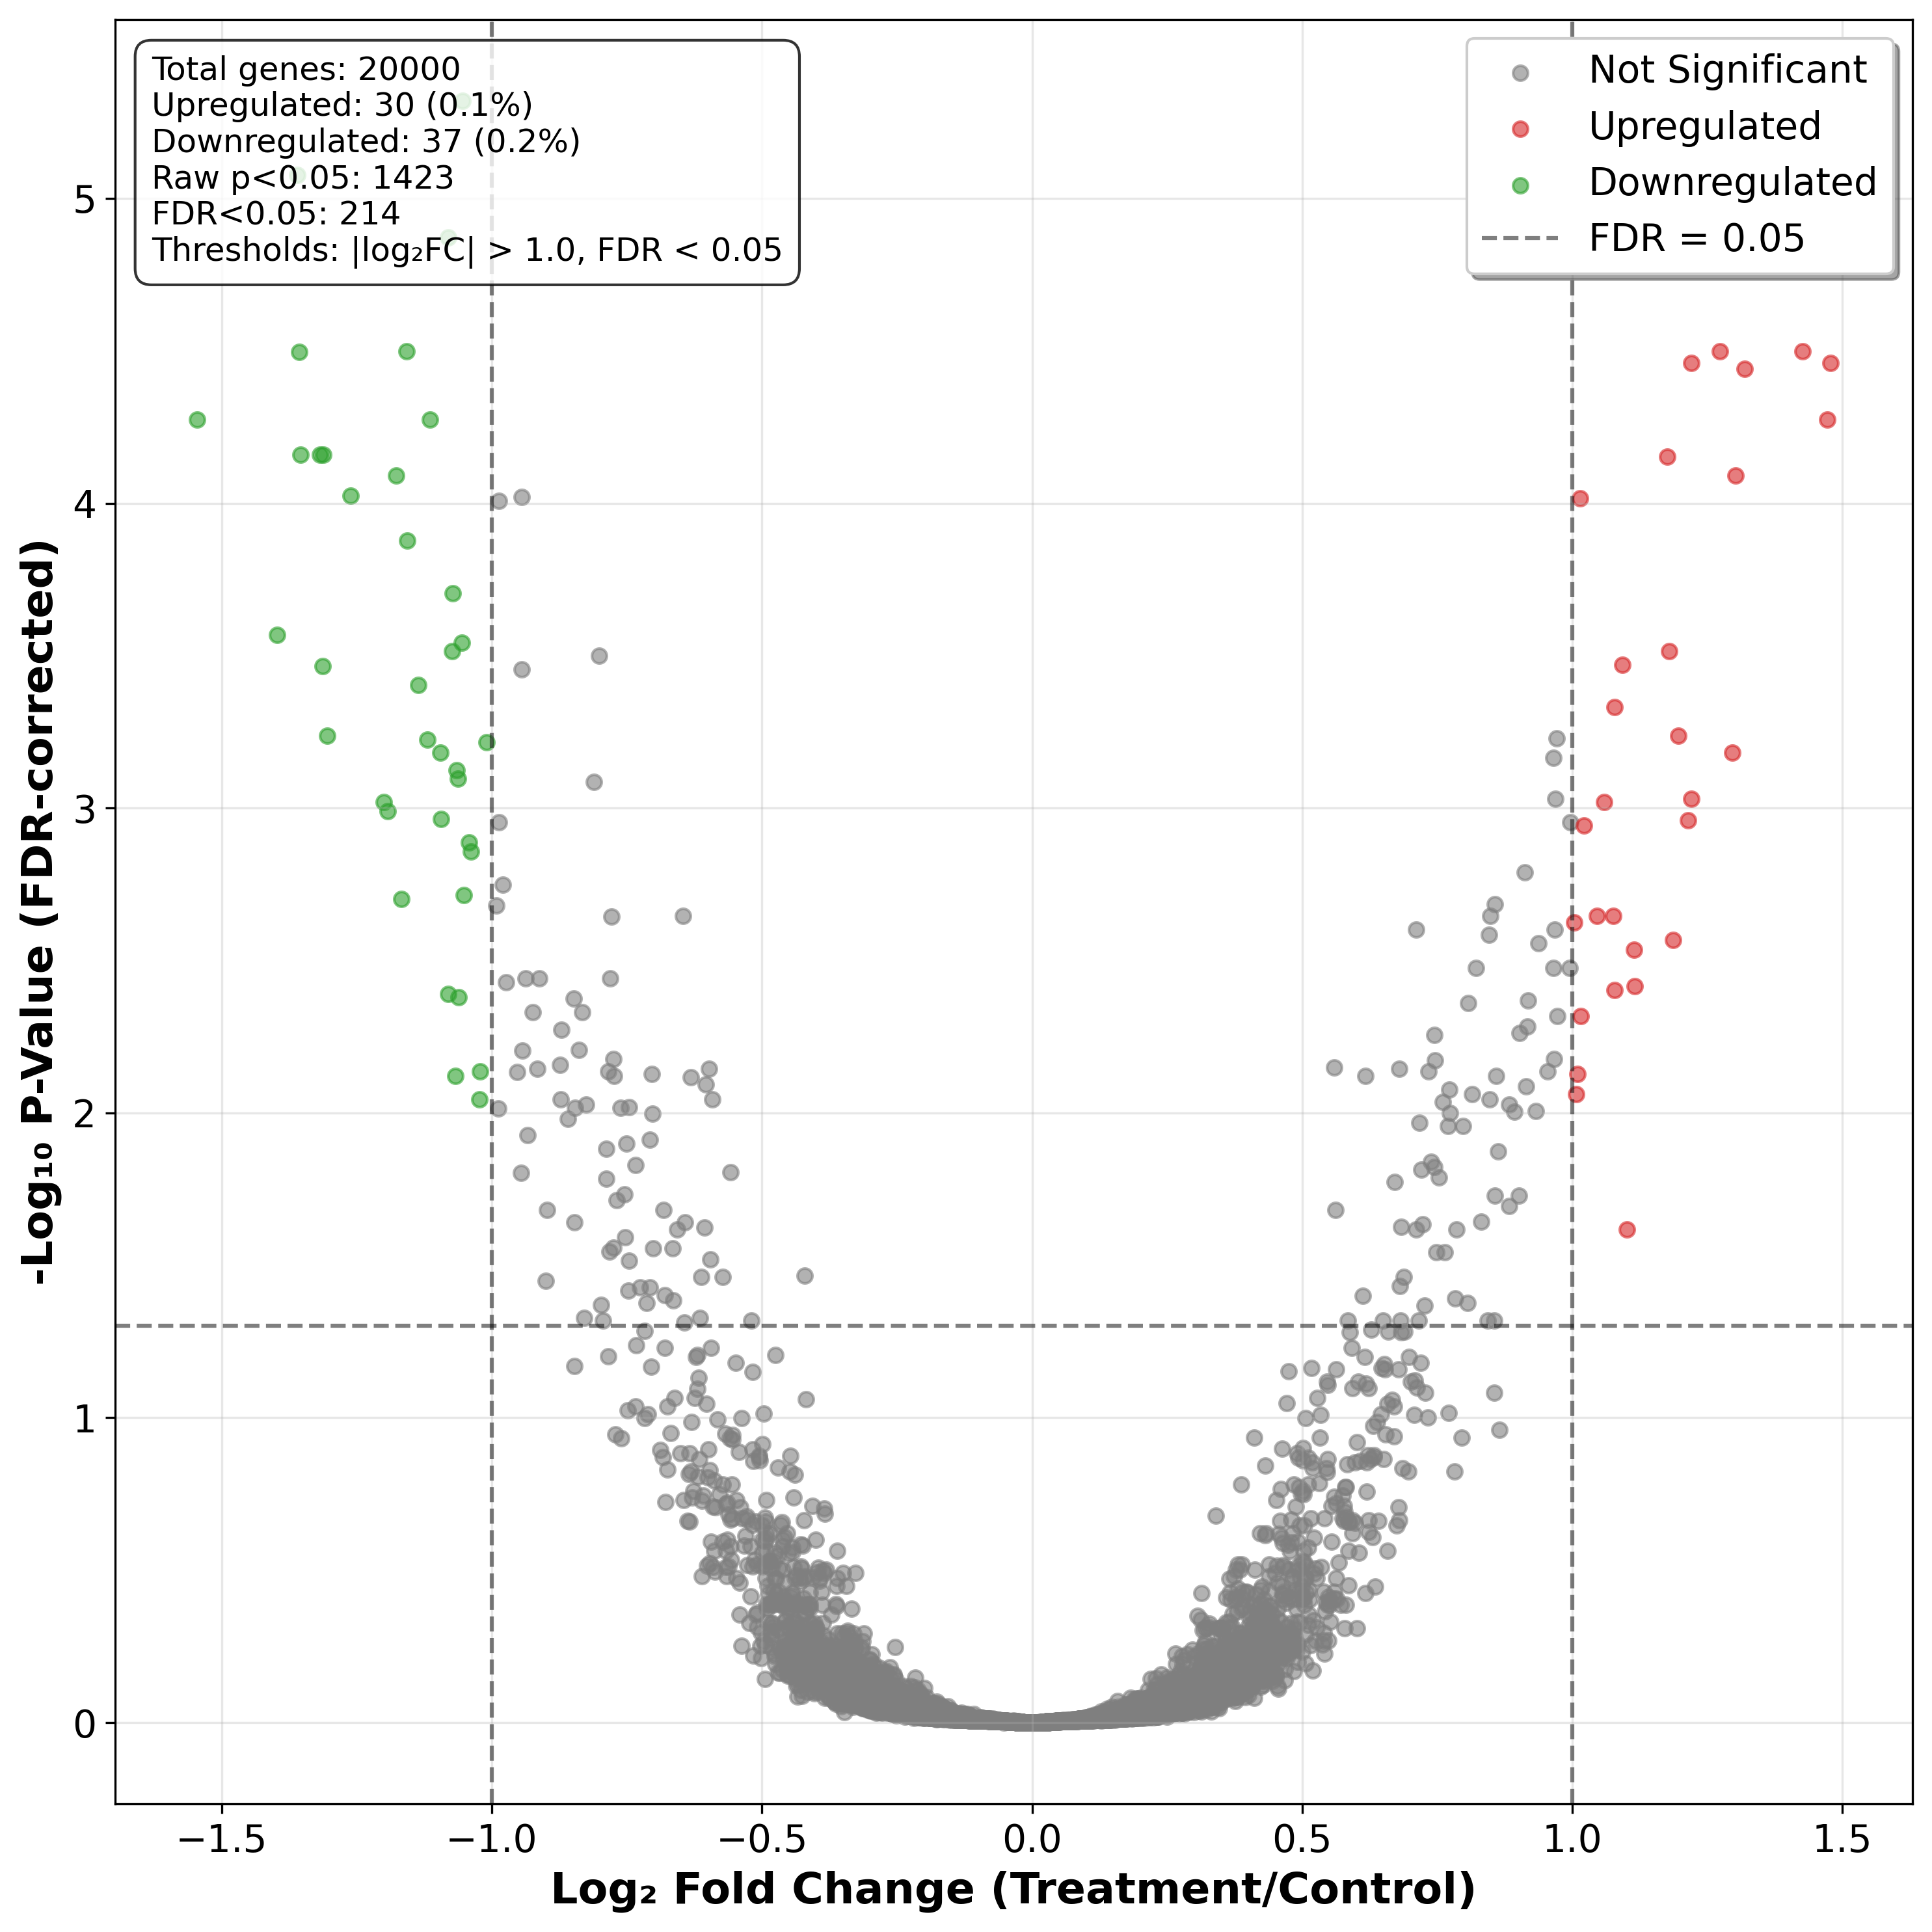 Total genes: 20000
Upregulated: 30 (0.1%)
Downregulated: 37 (0.2%)
Raw p<0.05: 1423
FDR<0.05: 214
Thresholds: |log₂FC| > 1.0, FDR < 0.05
Not Significant
Upregulated
Downregulated
FDR = 0.05
-Log₁₀ P-Value (FDR-corrected)
5
4
3
2
1
0
−1.5 −1.0 −0.5 0.0 0.5 1.0 1.5
Log₂ Fold Change (Treatment/Control)